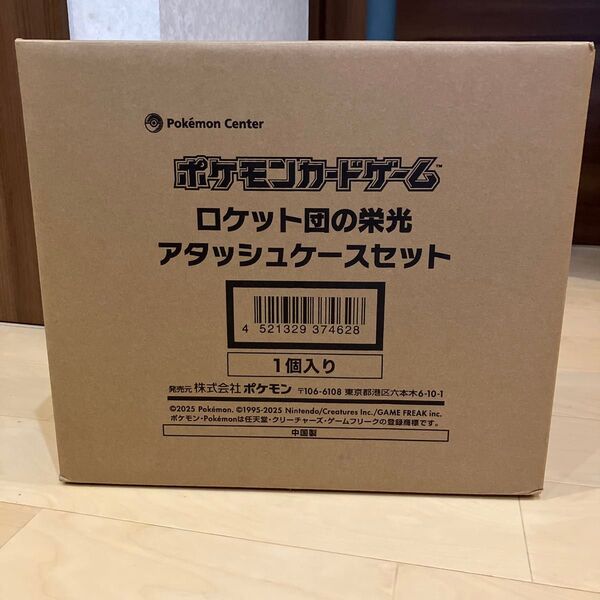 Pokémon Center
ポケモンカードゲーム™
ロケット団の栄光
アタッシュケースセット
4 521329 374628
1個入り
発売元 株式会社ポケモン 〒106-6108 東京都港区六本木6-10-1
©2025 Pokémon. ©1995-2025 Nintendo/Creatures Inc./GAME FREAK inc.
ポケモン・Pokémonは任天堂・クリーチャーズ・ゲームフリークの登録商標です。
中国製